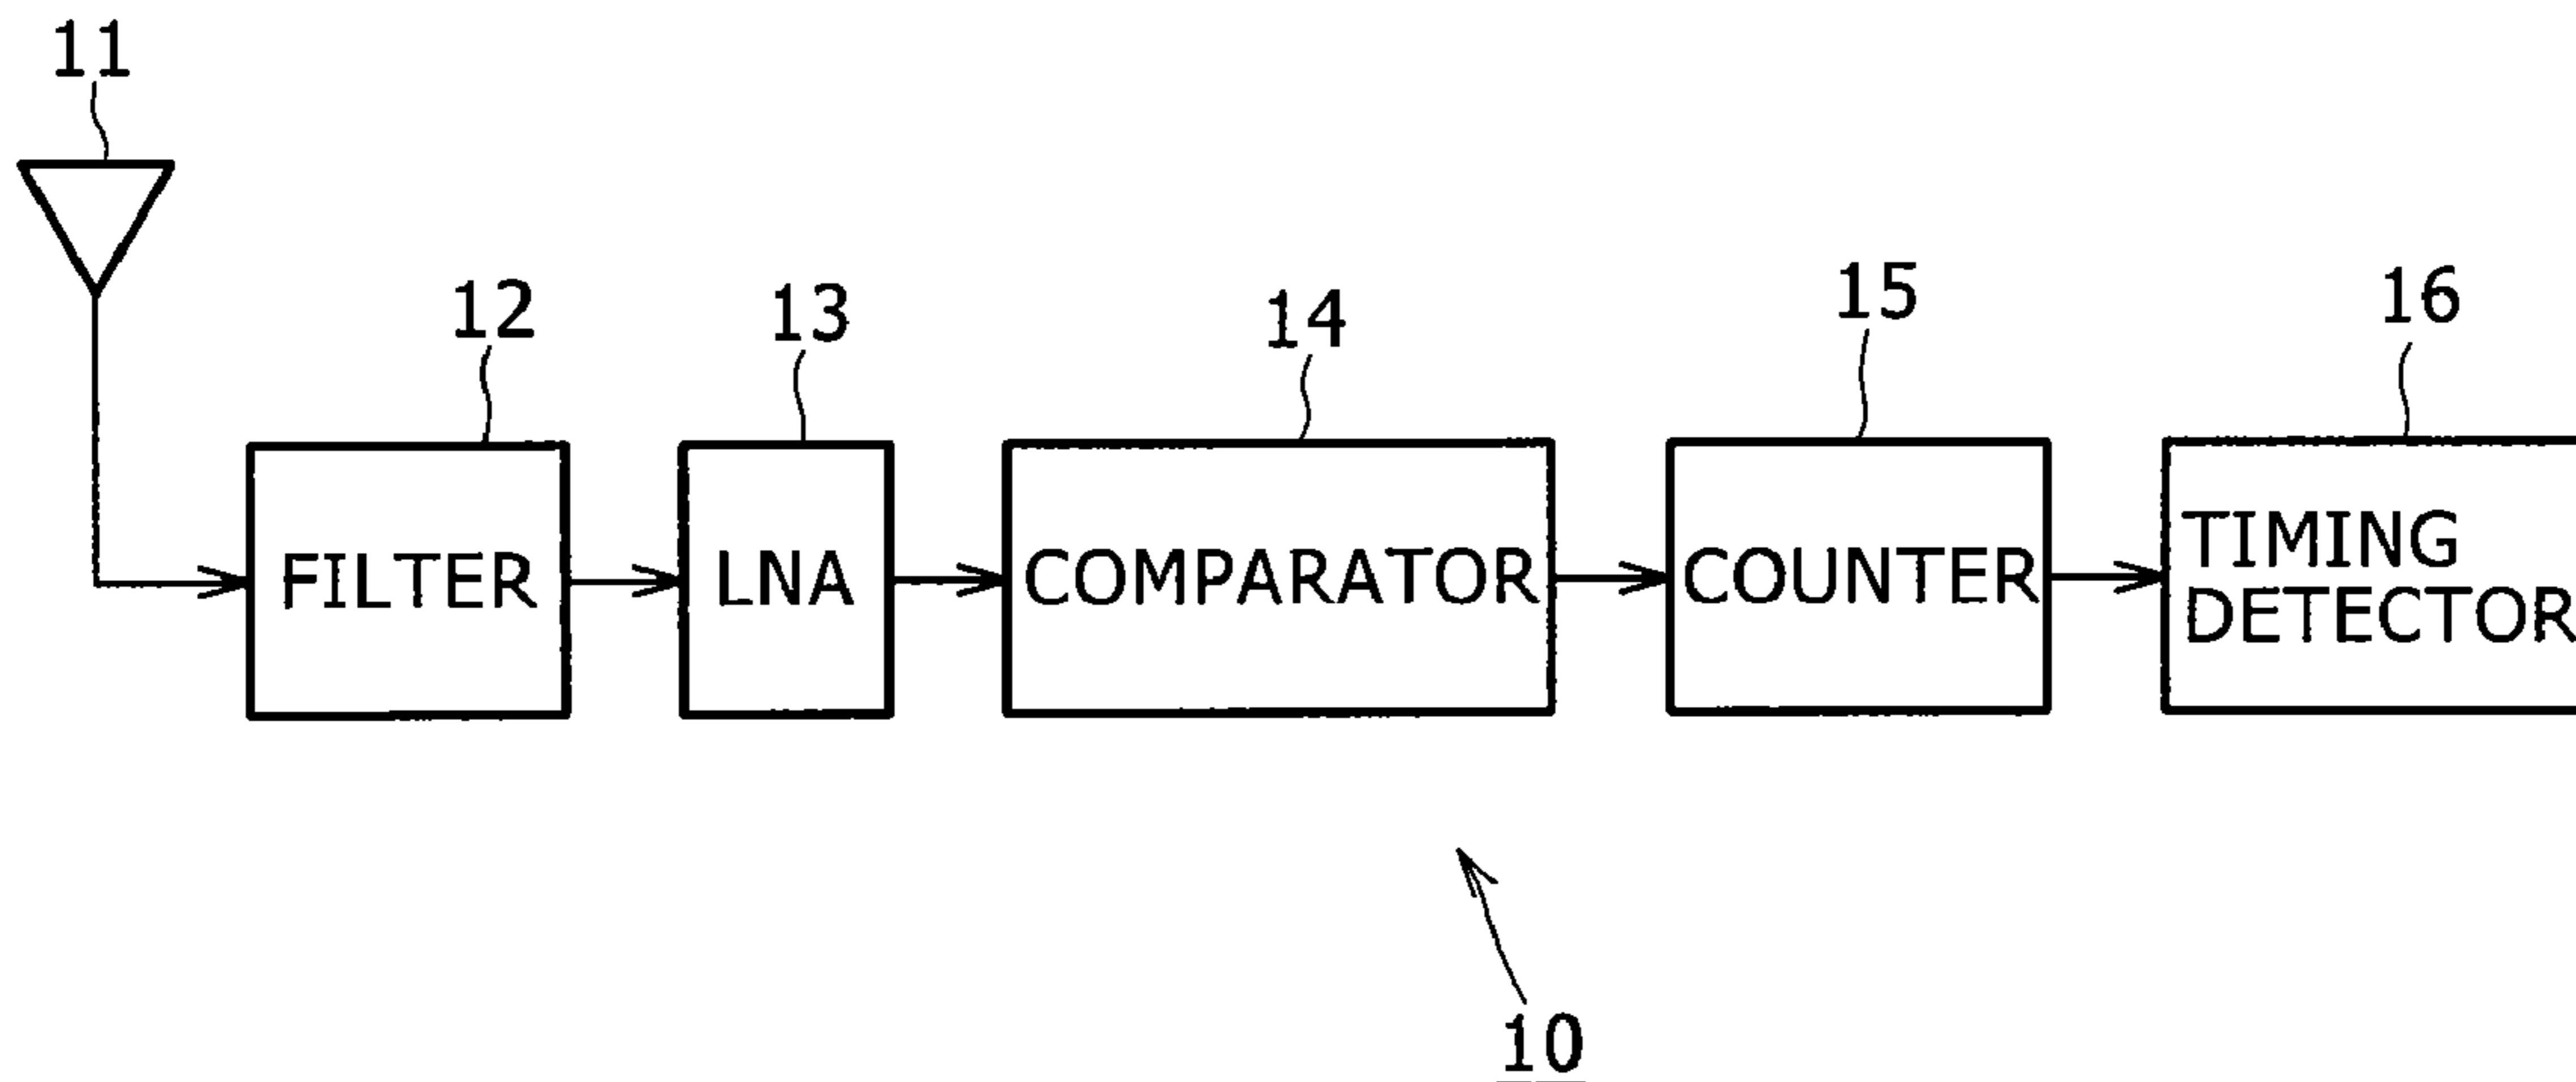 11
12
13
14
15
16
FILTER
LNA
COMPARATOR
COUNTER
TIMING
DETECTOR
10